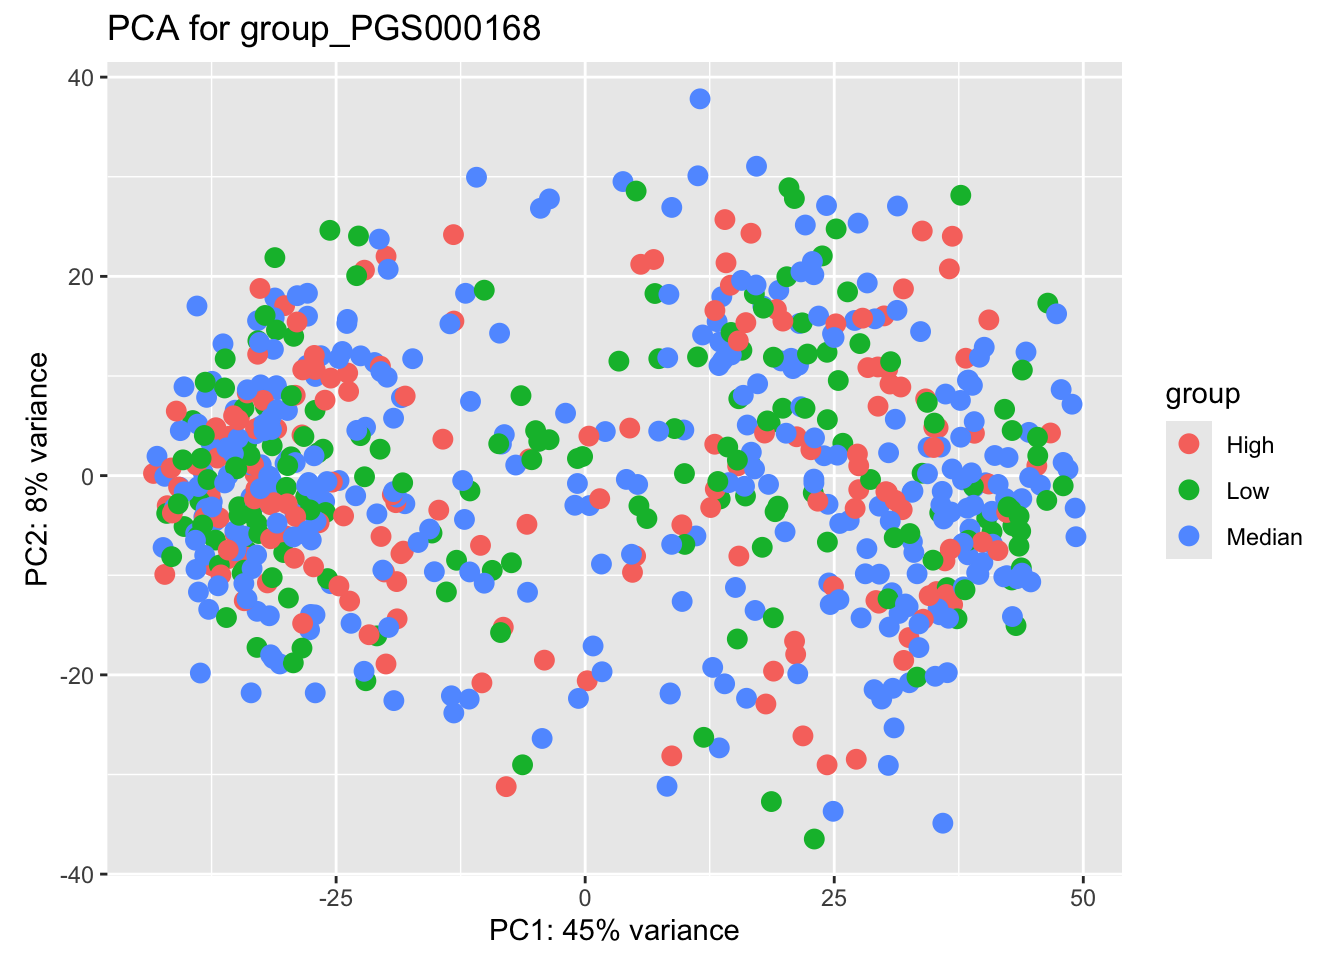 PCA for group_PGS000168
40
20
0
-20
-40
PC2: 8% variance
-25
0
25
50
PC1: 45% variance
group
High
Low
Median